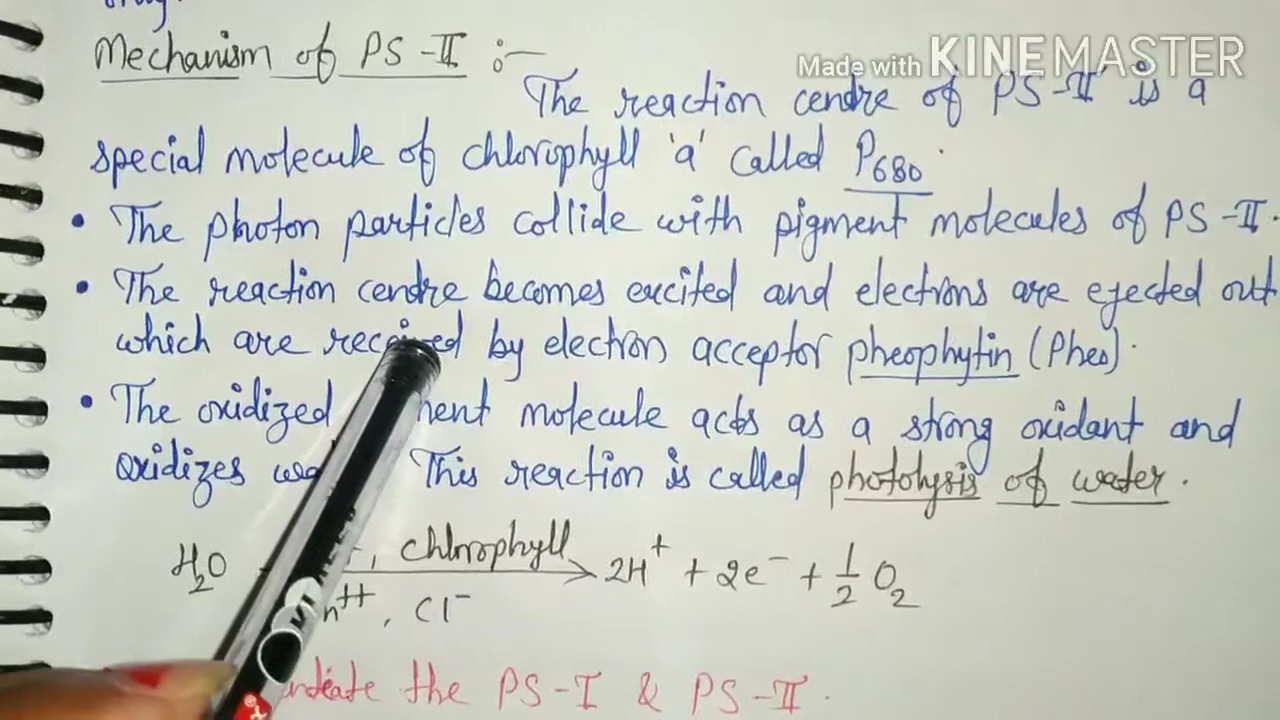 Mechanism of PS-II :-
Made with KINEMASTER
The reaction centre of PS-II is a
special molecule of chlorophyll 'a' called P680.
• The photon particles collide with pigment molecules of PS-II.
• The reaction centre becomes excited and electrons are ejected out
which are received by electron acceptor pheophytin (Pheo).
• The oxidized molecule acts as a strong oxidant and
oxidizes This reaction is called photolysis of water.
H2O , chlorophyll → 2H+ + 2e- + 1/2 O2
++, Cl-
the PS-I & PS-II.